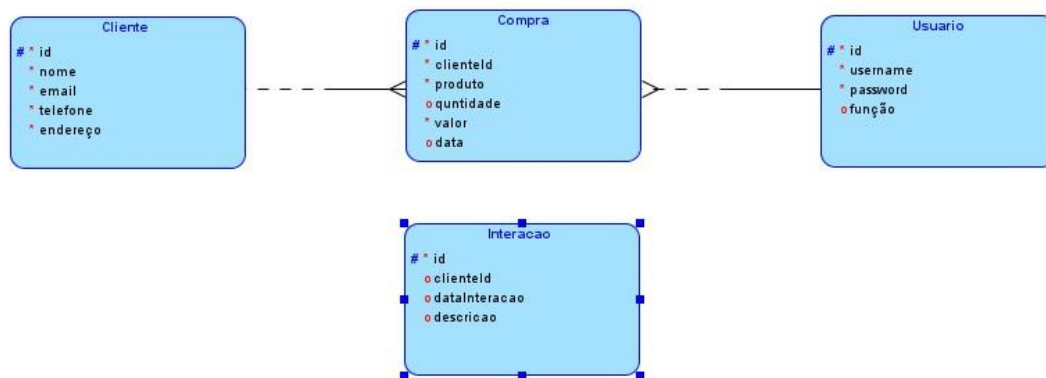 Cliente
# * id
* nome
* email
* telefone
* endereço
Compra
# * id
* clienteId
* produto
o quntidade
* valor
o data
Usuario
# * id
* username
* password
o função
Interacao
# * id
o clienteId
o dataInteracao
o descricao